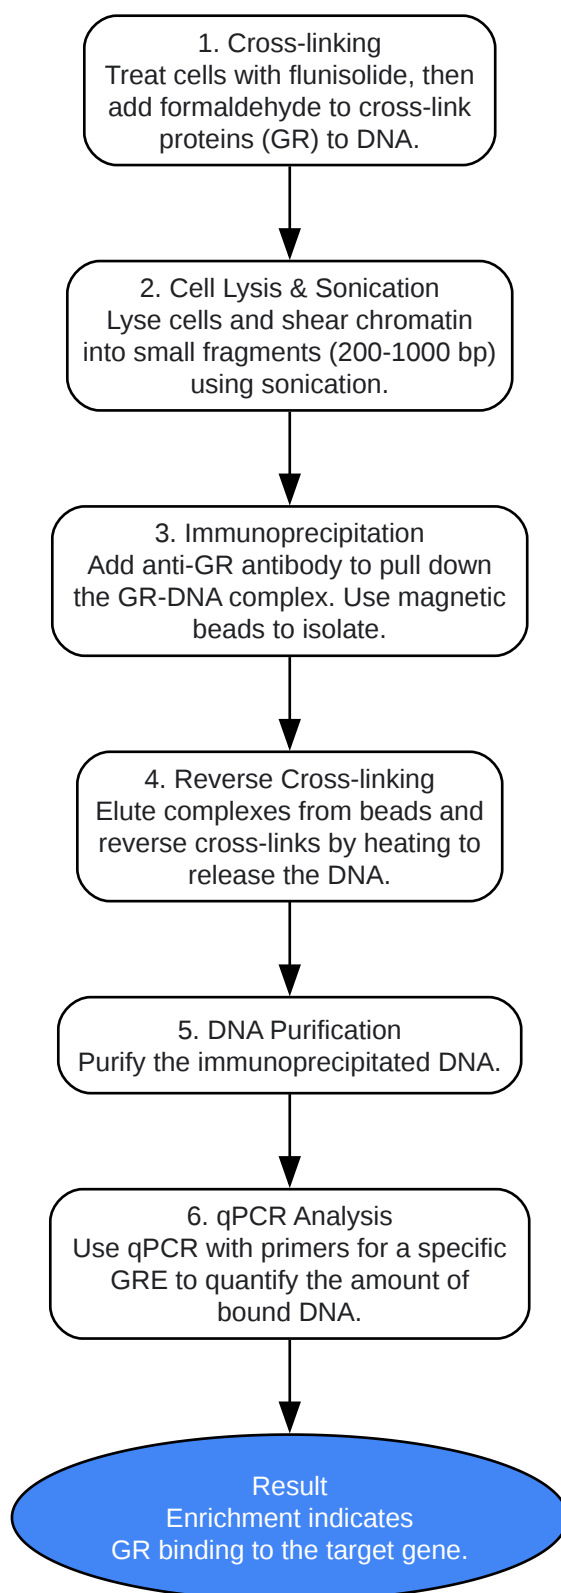 1. Cross-linking
Treat cells with flunisolide, then
add formaldehyde to cross-link
proteins (GR) to DNA.
2. Cell Lysis & Sonication
Lyse cells and shear chromatin
into small fragments (200-1000 bp)
using sonication.
3. Immunoprecipitation
Add anti-GR antibody to pull down
the GR-DNA complex. Use magnetic
beads to isolate.
4. Reverse Cross-linking
Elute complexes from beads and
reverse cross-links by heating to
release the DNA.
5. DNA Purification
Purify the immunoprecipitated DNA.
6. qPCR Analysis
Use qPCR with primers for a specific
GRE to quantify the amount of
bound DNA.
Result
Enrichment indicates
GR binding to the target gene.